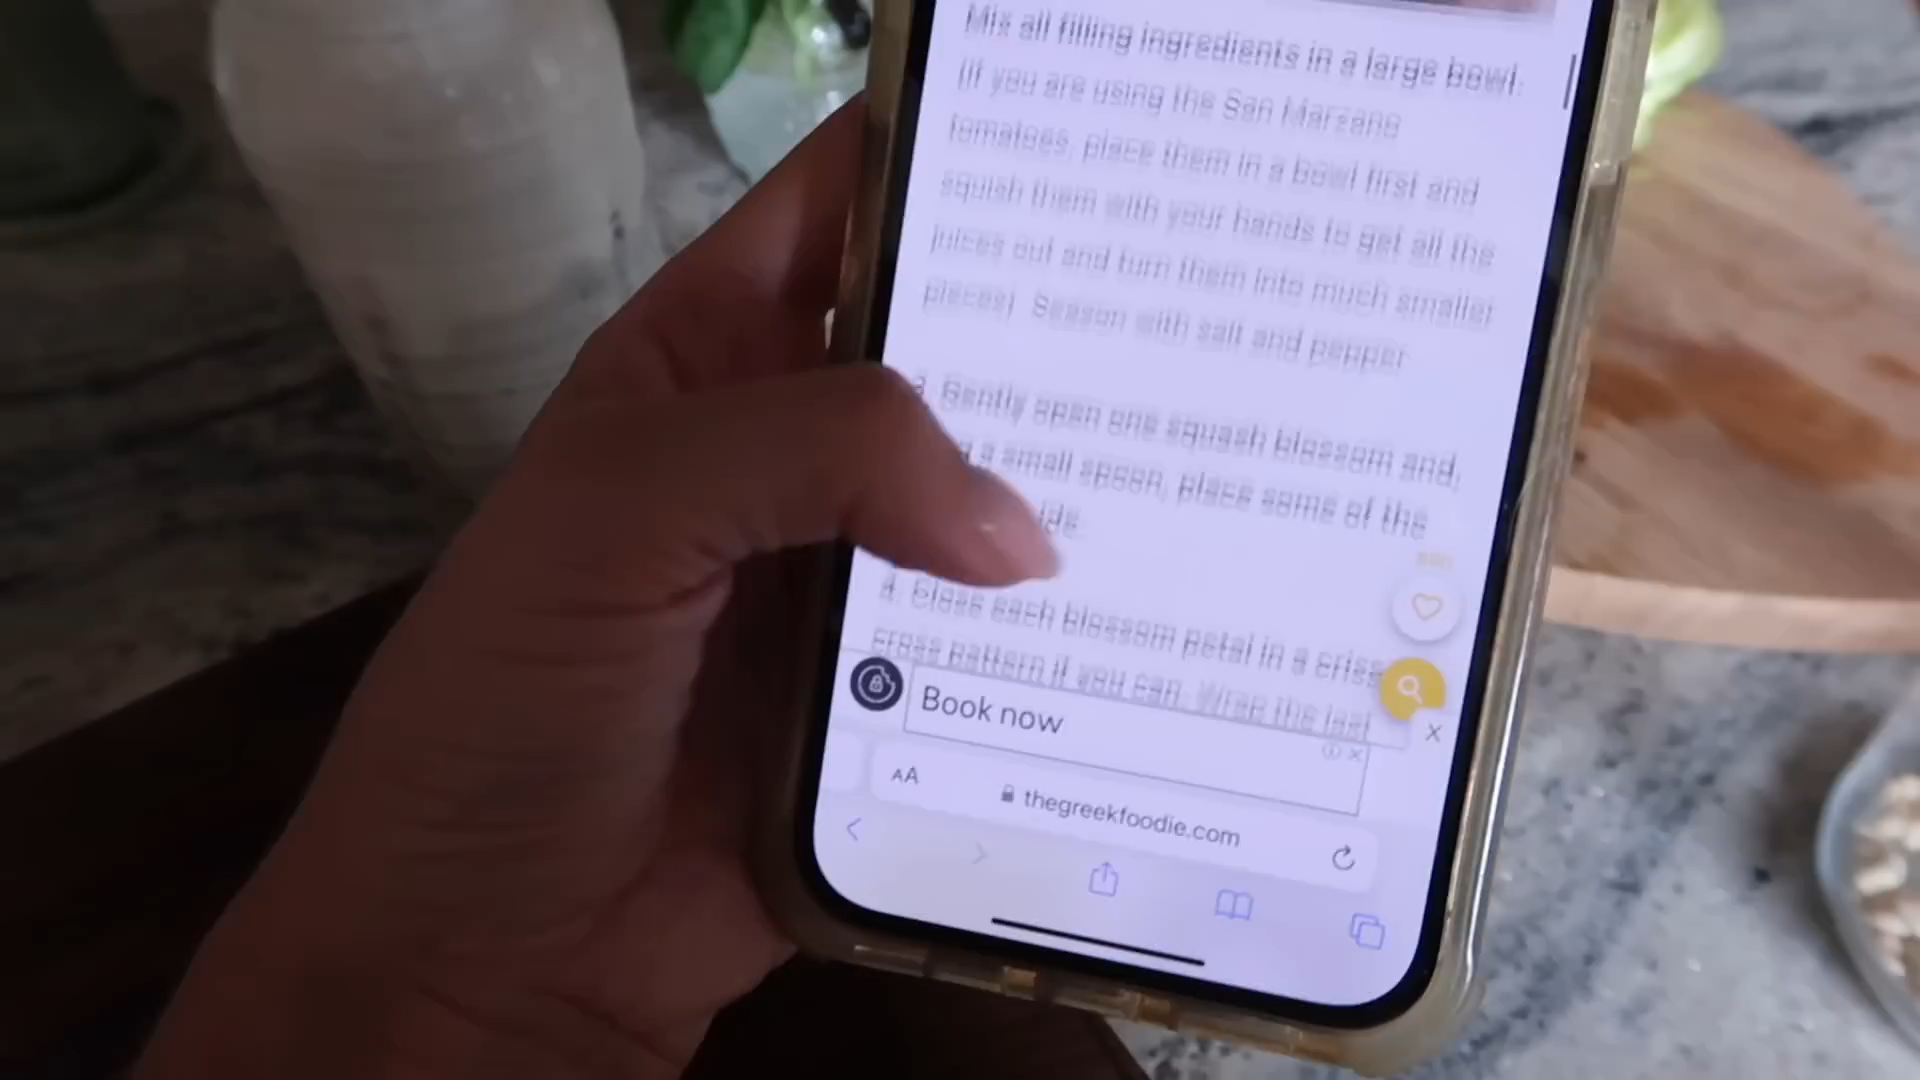 Mix all filling ingredients in a large bowl.
(If you are using the San Marzano
tomatoes, place them in a bowl first and
squish them with your hands to get all the
juices out and turn them into much smaller
pieces) Season with salt and pepper
3. Gently open one squash blossom and,
a small spoon, place some of the
4. Close each blossom petal in a criss
cross pattern if you can. Wrap the last
Book now
AA
thegreekfoodie.com